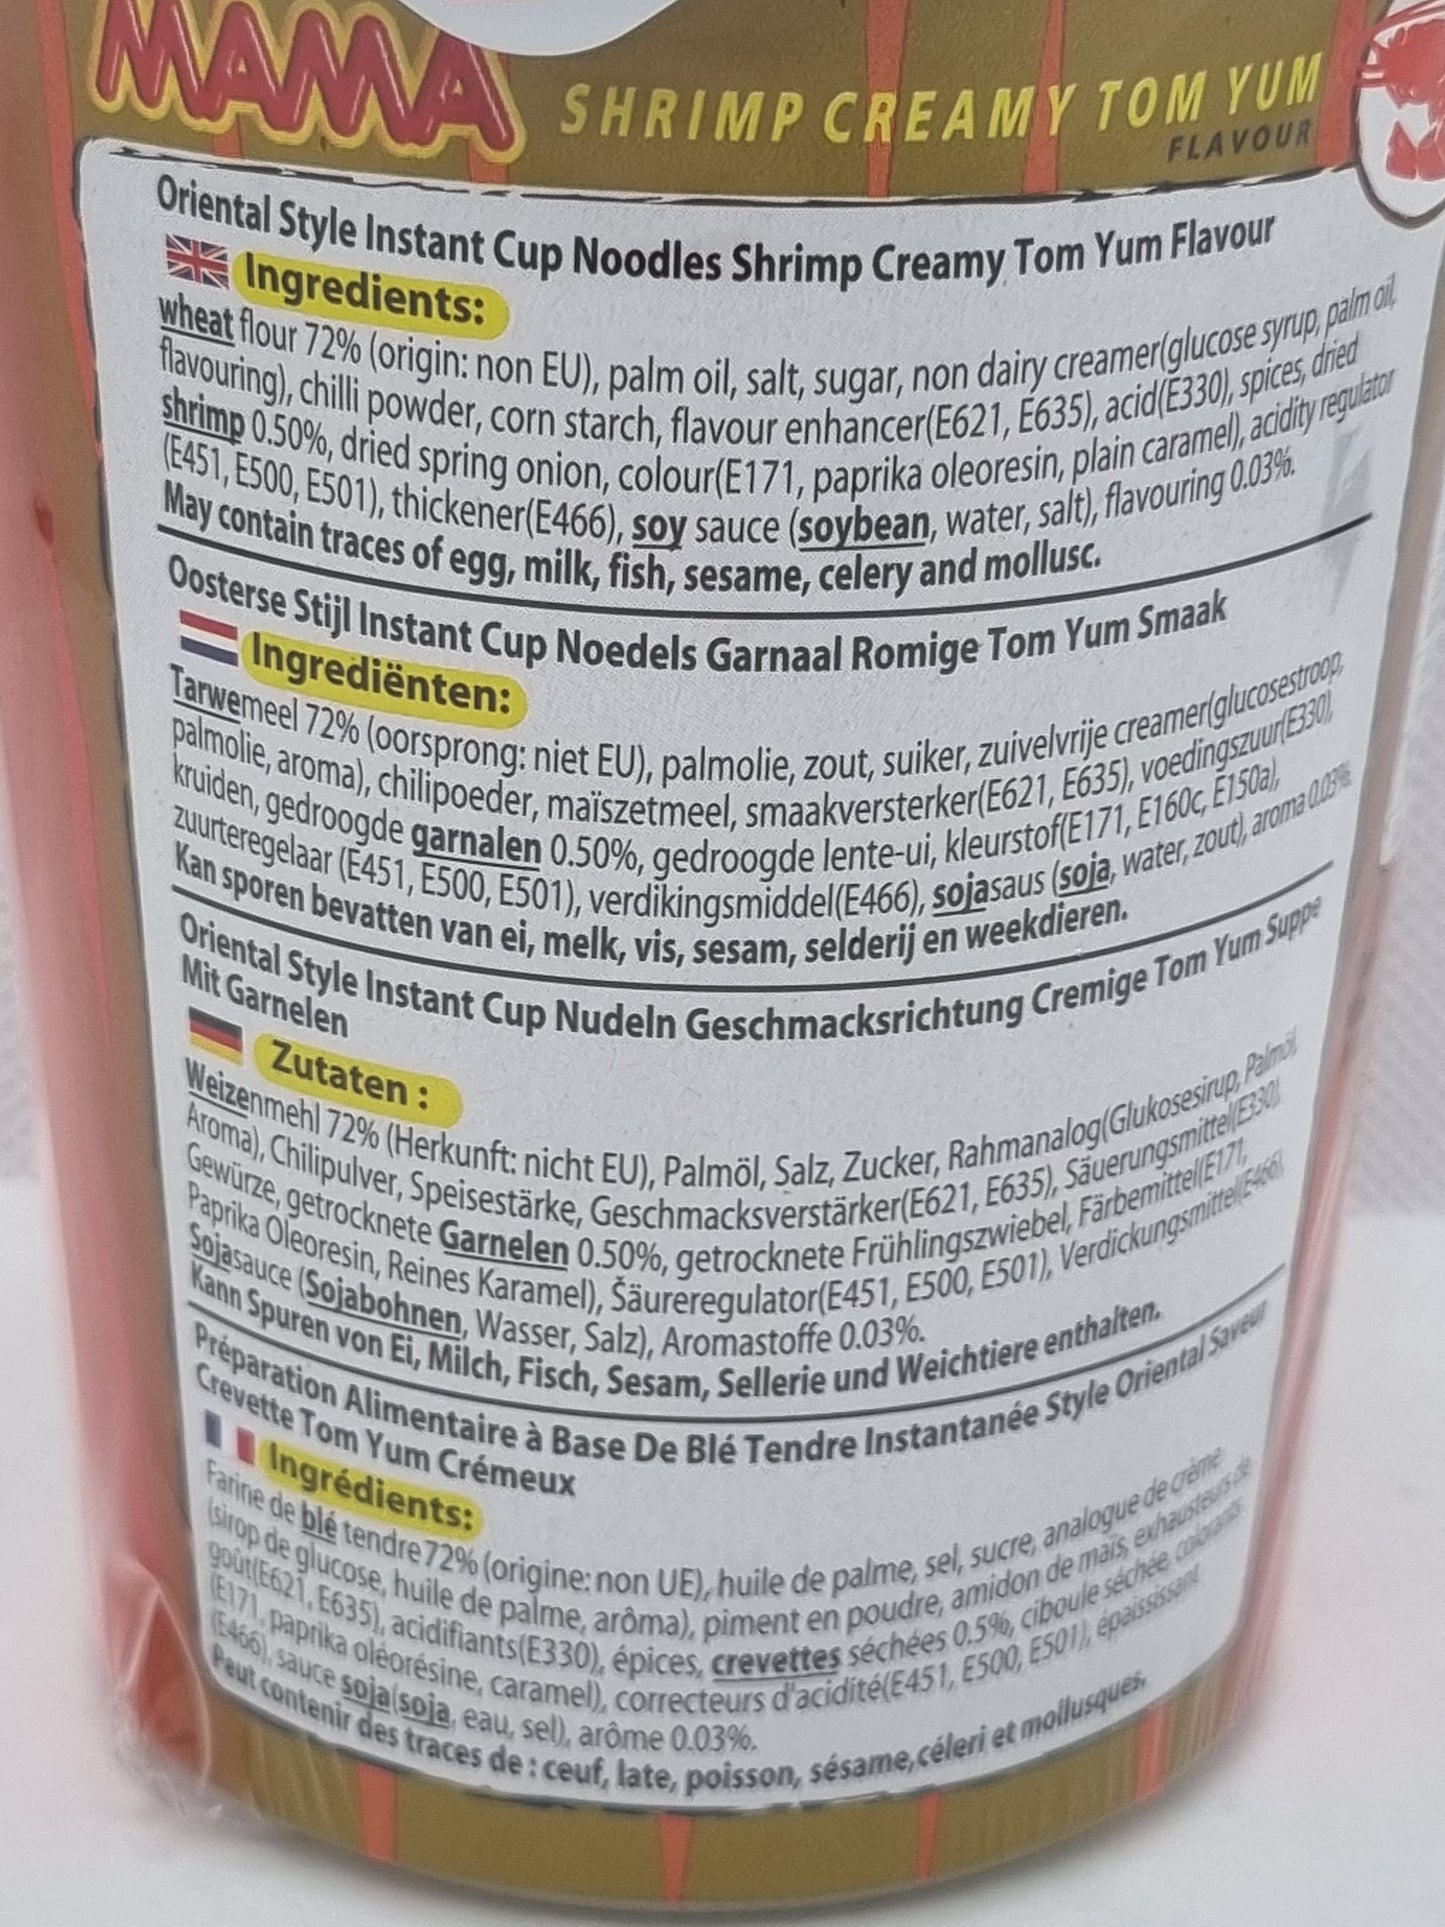 MAMA SHRIMP CREAMY TOM YUM
FLAVOUR
Oriental Style Instant Cup Noodles Shrimp Creamy Tom Yum Flavour
Ingredients:
wheat flour 72% (origin: non EU), palm oil, salt, sugar, non dairy creamer(glucose syrup, palm oil,
flavouring), chilli powder, corn starch, flavour enhancer(E621, E635), acid(E330), spices, dried
shrimp 0.50%, dried spring onion, colour(E171, paprika oleoresin, plain caramel), acidity regulator
(E451, E500, E501), thickener(E466), soy sauce (soybean, water, salt), flavouring 0.03%.
May contain traces of egg, milk, fish, sesame, celery and mollusc.
Oosterse Stijl Instant Cup Noedels Garnaal Romige Tom Yum Smaak
Ingrediënten:
Tarwemeel 72% (oorsprong: niet EU), palmolie, zout, suiker, zuivelvrije creamer(glucosestroop,
palmolie, aroma), chilipoeder, maïszetmeel, smaakversterker(E621, E635), voedingszuur(E330),
kruiden, gedroogde garnalen 0.50%, gedroogde lente-ui, kleurstof(E171, E160c, E150a),
zuurteregelaar (E451, E500, E501), verdikingsmiddel(E466), sojasaus (soja, water, zout), aroma 0.03%.
Kan sporen bevatten van ei, melk, vis, sesam, selderij en weekdieren.
Oriental Style Instant Cup Nudeln Geschmacksrichtung Cremige Tom Yum Suppe
Mit Garnelen
Zutaten :
Weizenmehl 72% (Herkunft: nicht EU), Palmöl, Salz, Zucker, Rahmanalog(Glukosesirup, Palmöl,
Aroma), Chilipulver, Speisestärke, Geschmacksverstärker(E621, E635), Säuerungsmittel(E330),
Gewürze, getrocknete Garnelen 0.50%, getrocknete Frühlingszwiebel, Färbemittel(E171,
Paprika Oleoresin, Reines Karamel), Šäureregulator(E451, E500, E501), Verdickungsmittel(E466),
Sojasauce (Sojabohnen, Wasser, Salz), Aromastoffe 0.03%.
Kann Spuren von Ei, Milch, Fisch, Sesam, Sellerie und Weichtiere enthalten.
Préparation Alimentaire à Base De Blé Tendre Instantanée Style Oriental Saveur
Crevette Tom Yum Crémeux
Ingrédients:
Farine de blé tendre 72% (origine: non UE), huile de palme, sel, sucre, analogue de crème
(sirop de glucose, huile de palme, arôma), piment en poudre, amidon de maïs, exhausteurs de
goût(E621, E635), acidifiants(E330), épices, crevettes séchées 0.5%, ciboule séchée, colorants
(E171, paprika oléorésine, caramel), correcteurs d'acidité(E451, E500, E501), épaississant
(E466), sauce soja(soja, eau, sel), arôme 0.03%.
Peut contenir des traces de : ceuf, late, poisson, sésame, céleri et mollusques.